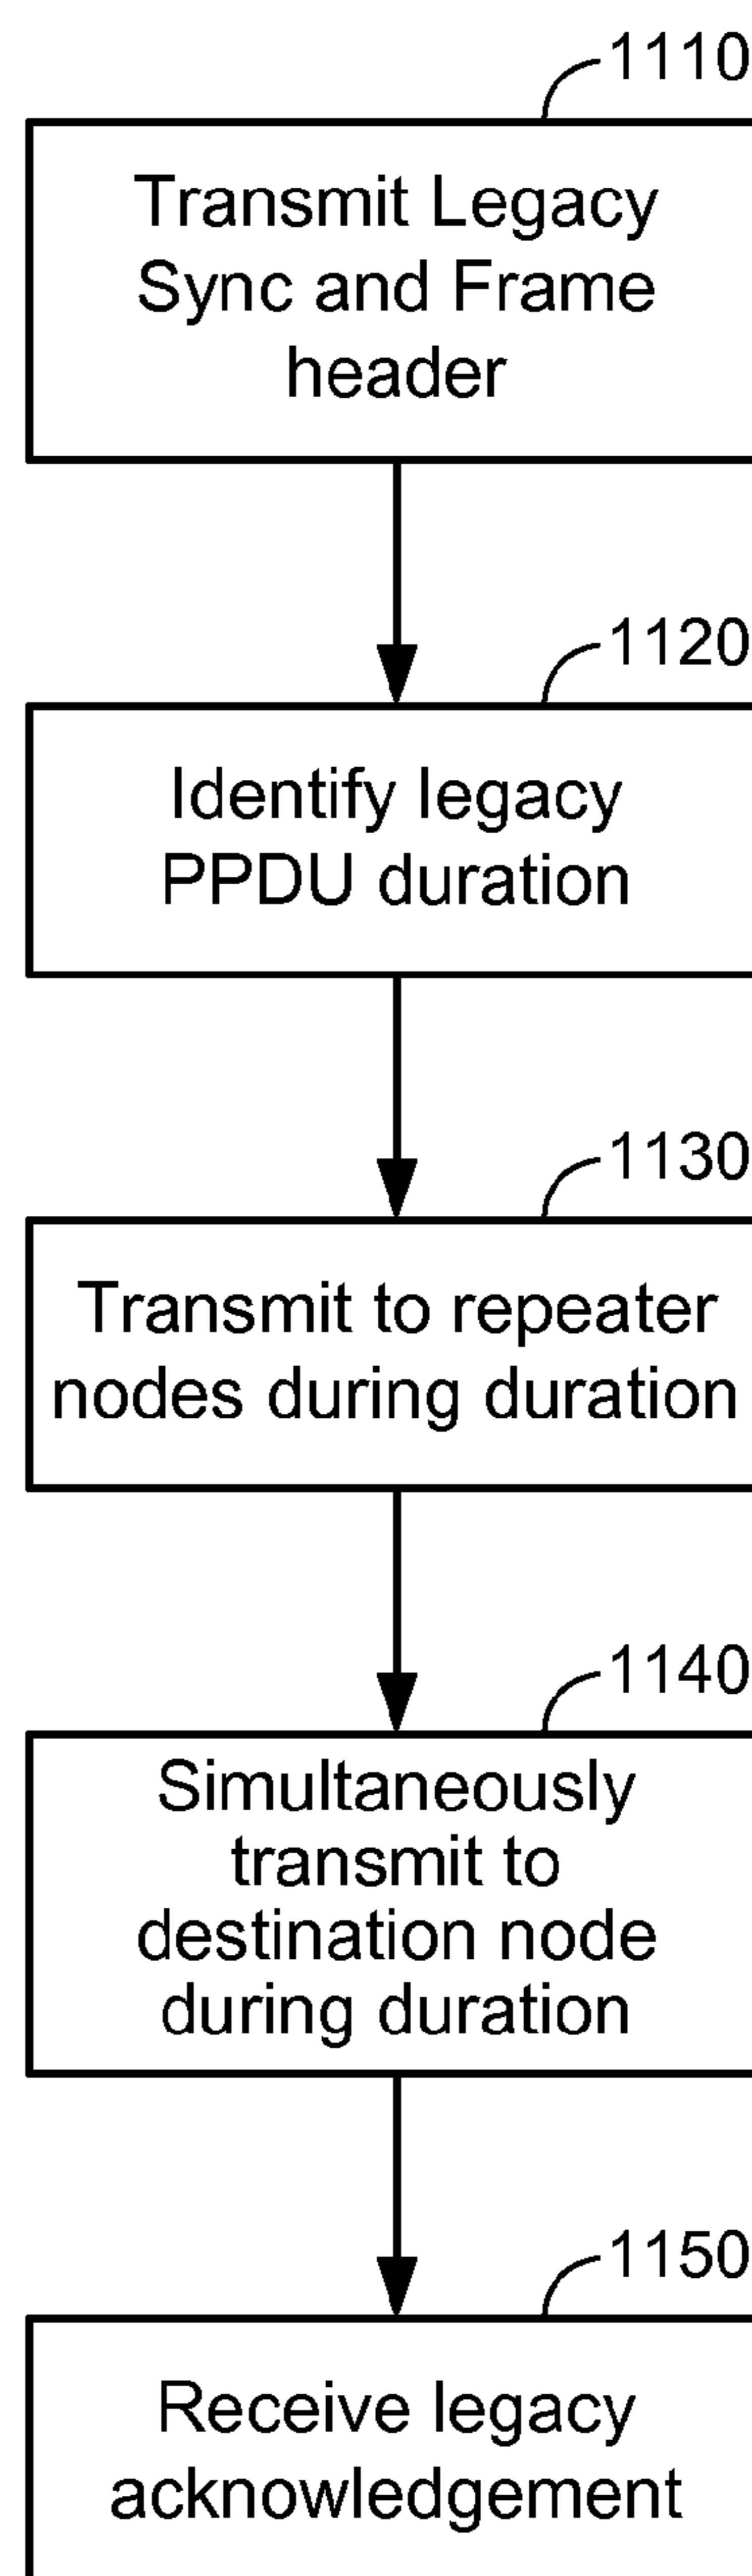 1110
Transmit Legacy
Sync and Frame
header
1120
Identify legacy
PPDU duration
1130
Transmit to repeater
nodes during duration
1140
Simultaneously
transmit to
destination node
during duration
1150
Receive legacy
acknowledgement